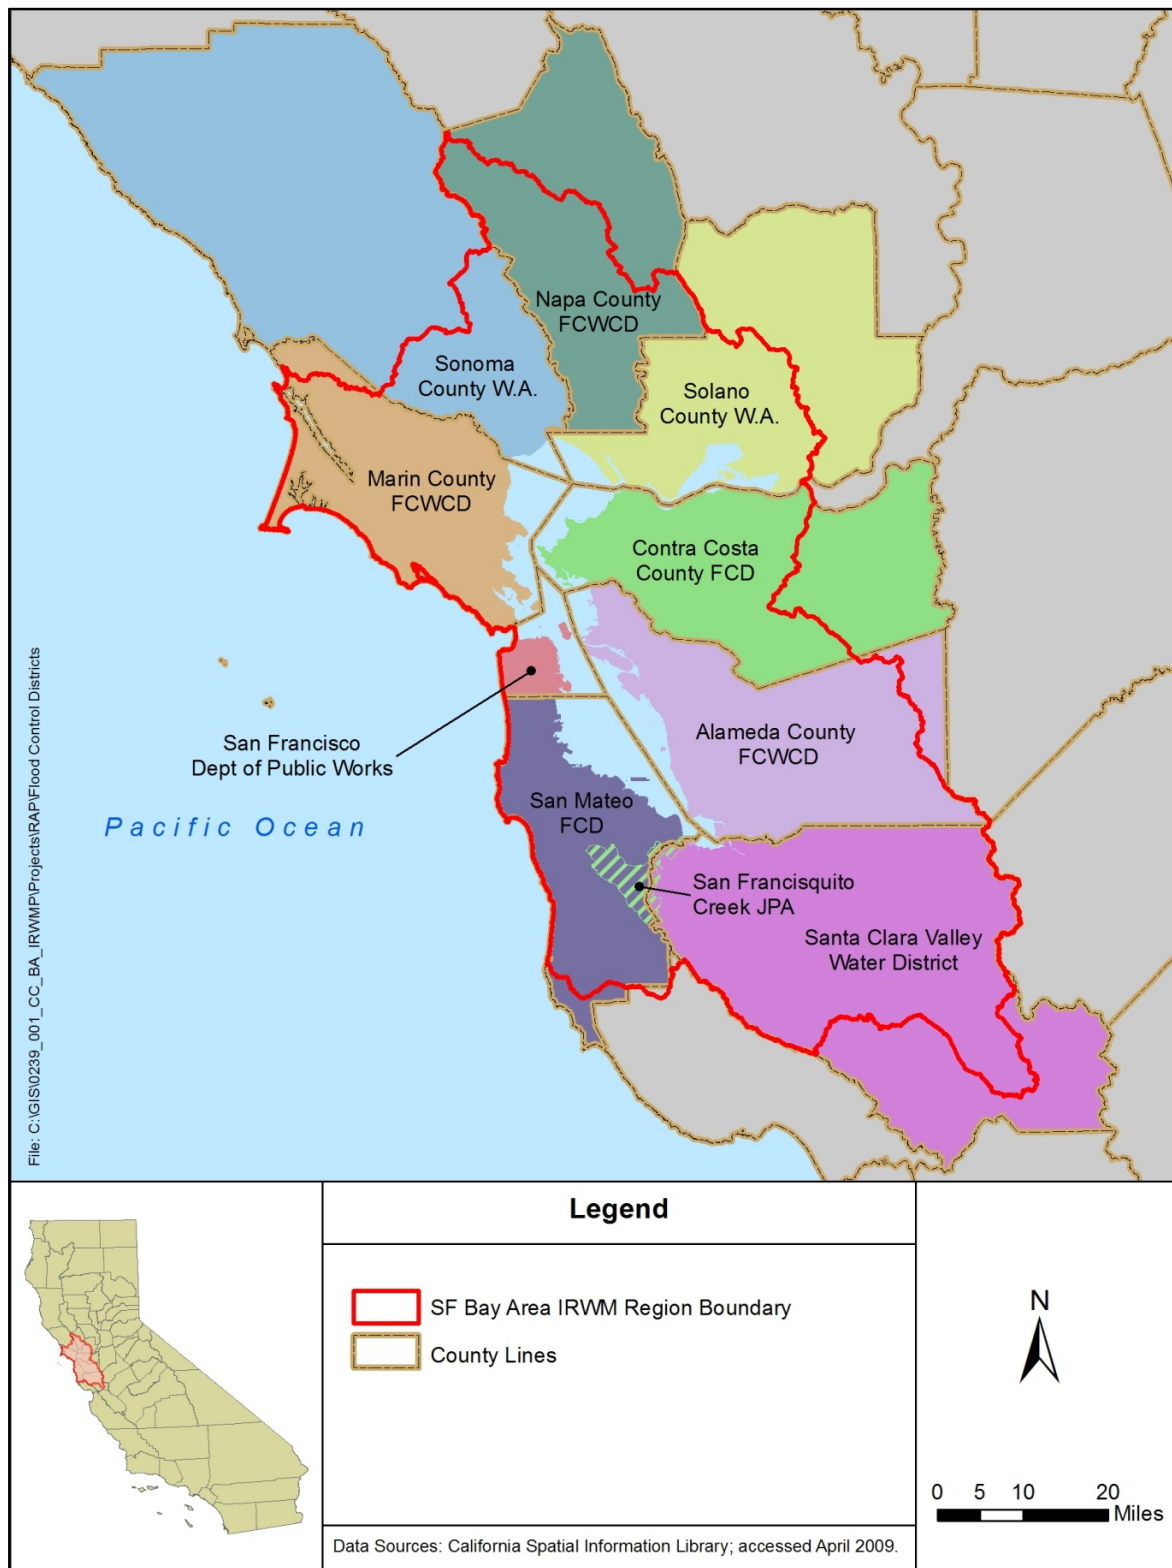 Napa County
FCWCD
Sonoma
County W.A.
Solano
County W.A.
Marin County
FCWCD
Contra Costa
County FCD
San Francisco
Dept of Public Works
Alameda County
FCWCD
San Mateo
FCD
Pacific Ocean
San Francisquito
Creek JPA
Santa Clara Valley
Water District
File: C:\GIS\0239_001_CC_BA_IRWMP\Projects\RAP\Flood Control Districts
Legend
SF Bay Area IRWM Region Boundary
County Lines
N
0 5 10 20
Miles
Data Sources: California Spatial Information Library; accessed April 2009.